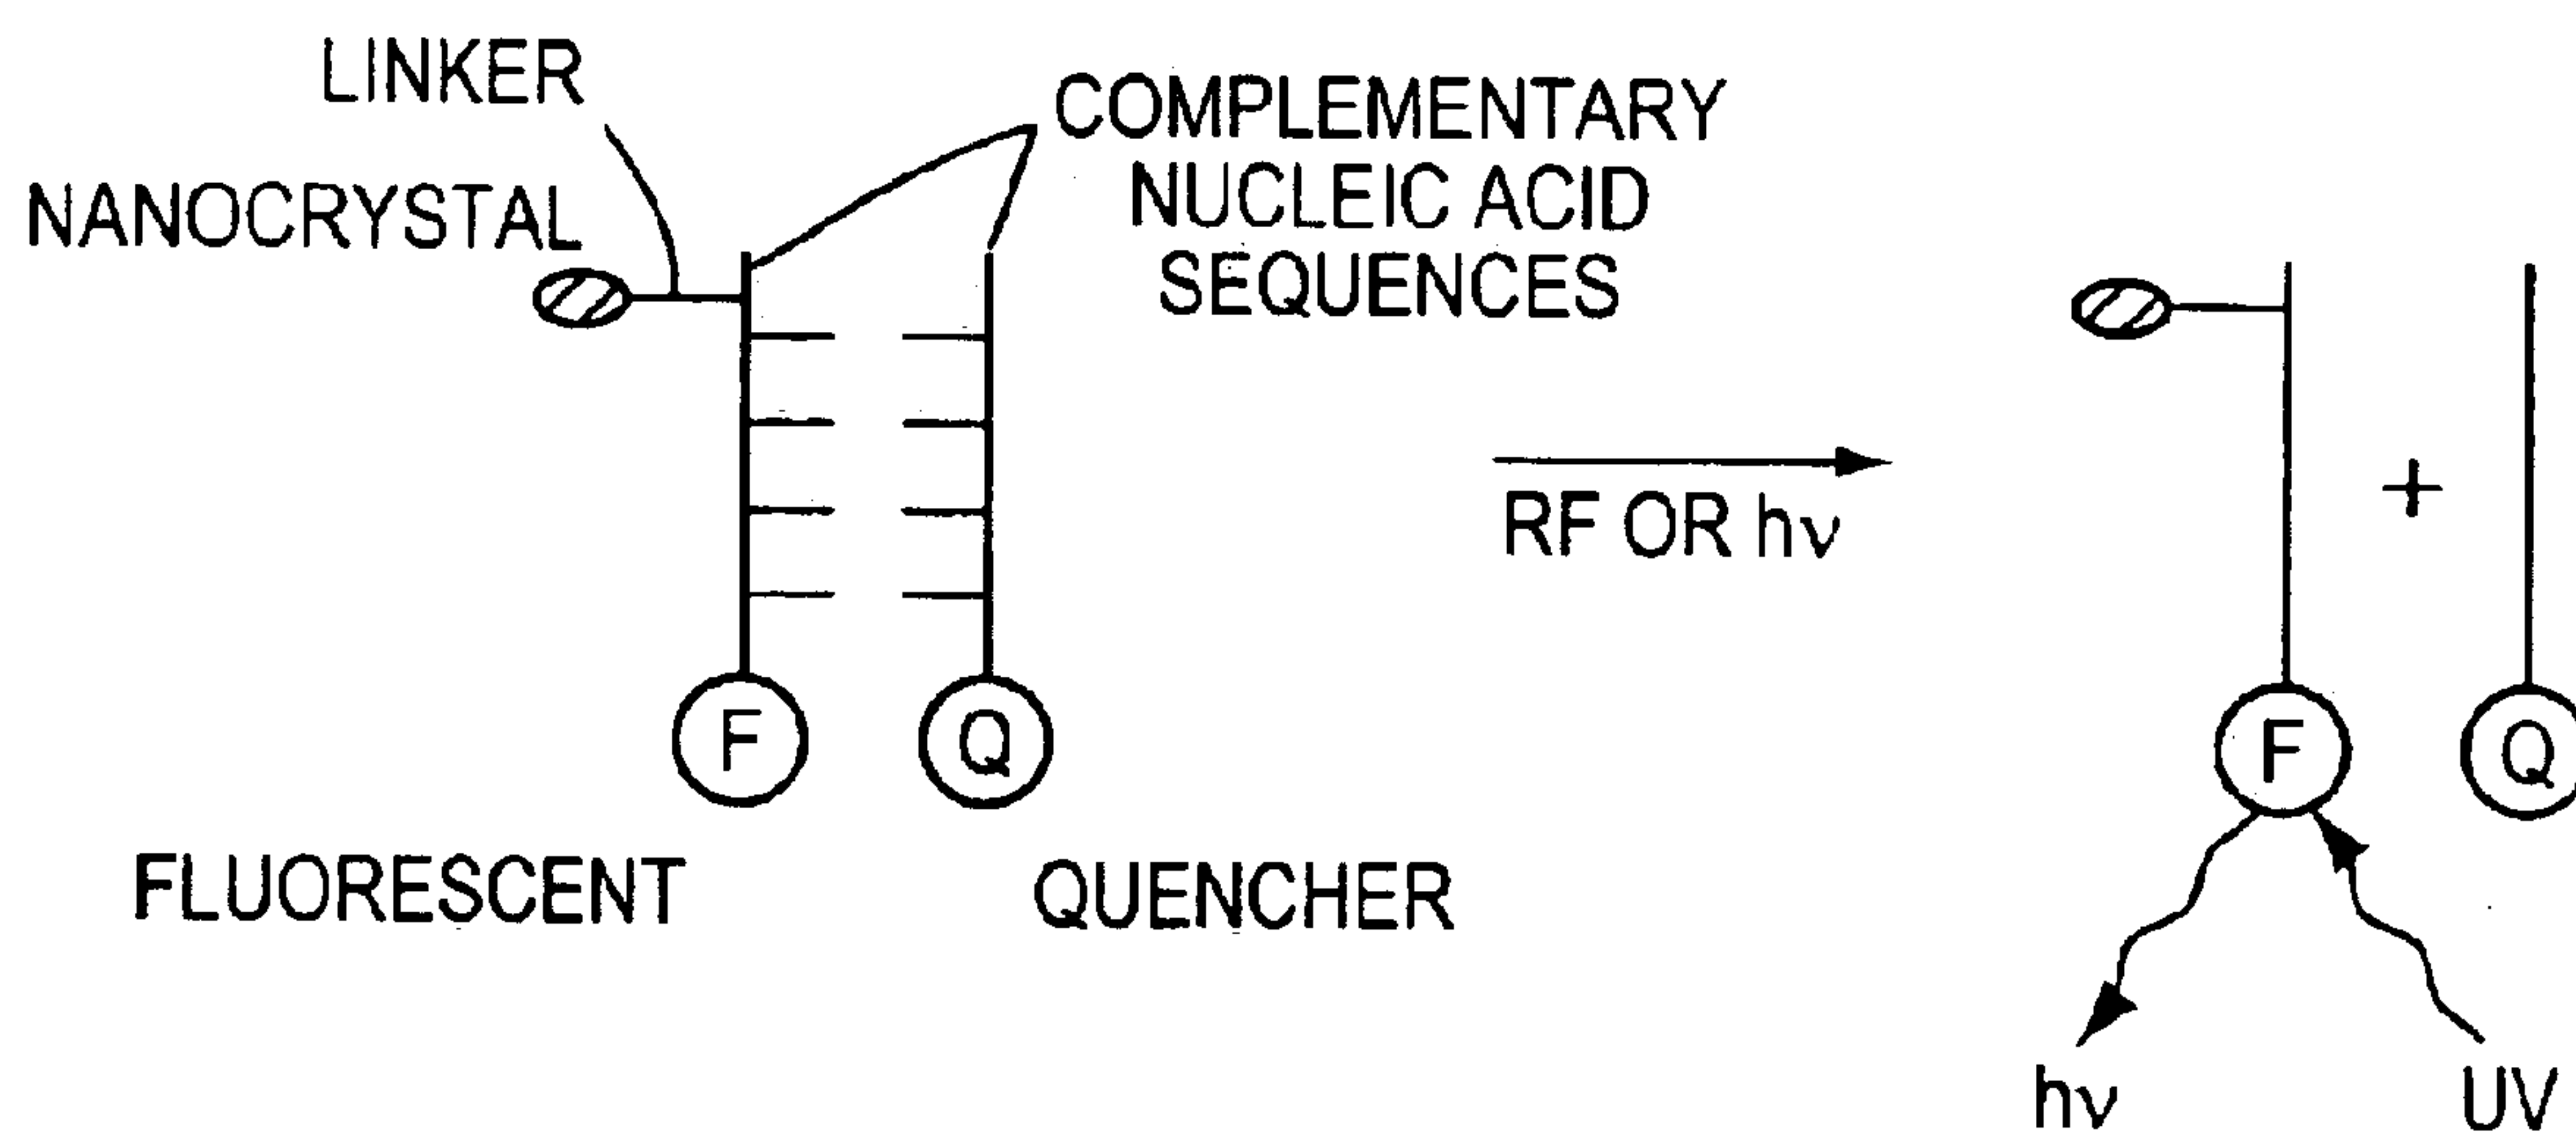 LINKER
NANOCRYSTAL
COMPLEMENTARY
NUCLEIC ACID
SEQUENCES
RF OR hν
+
F
Q
F
Q
FLUORESCENT
QUENCHER
hν
UV